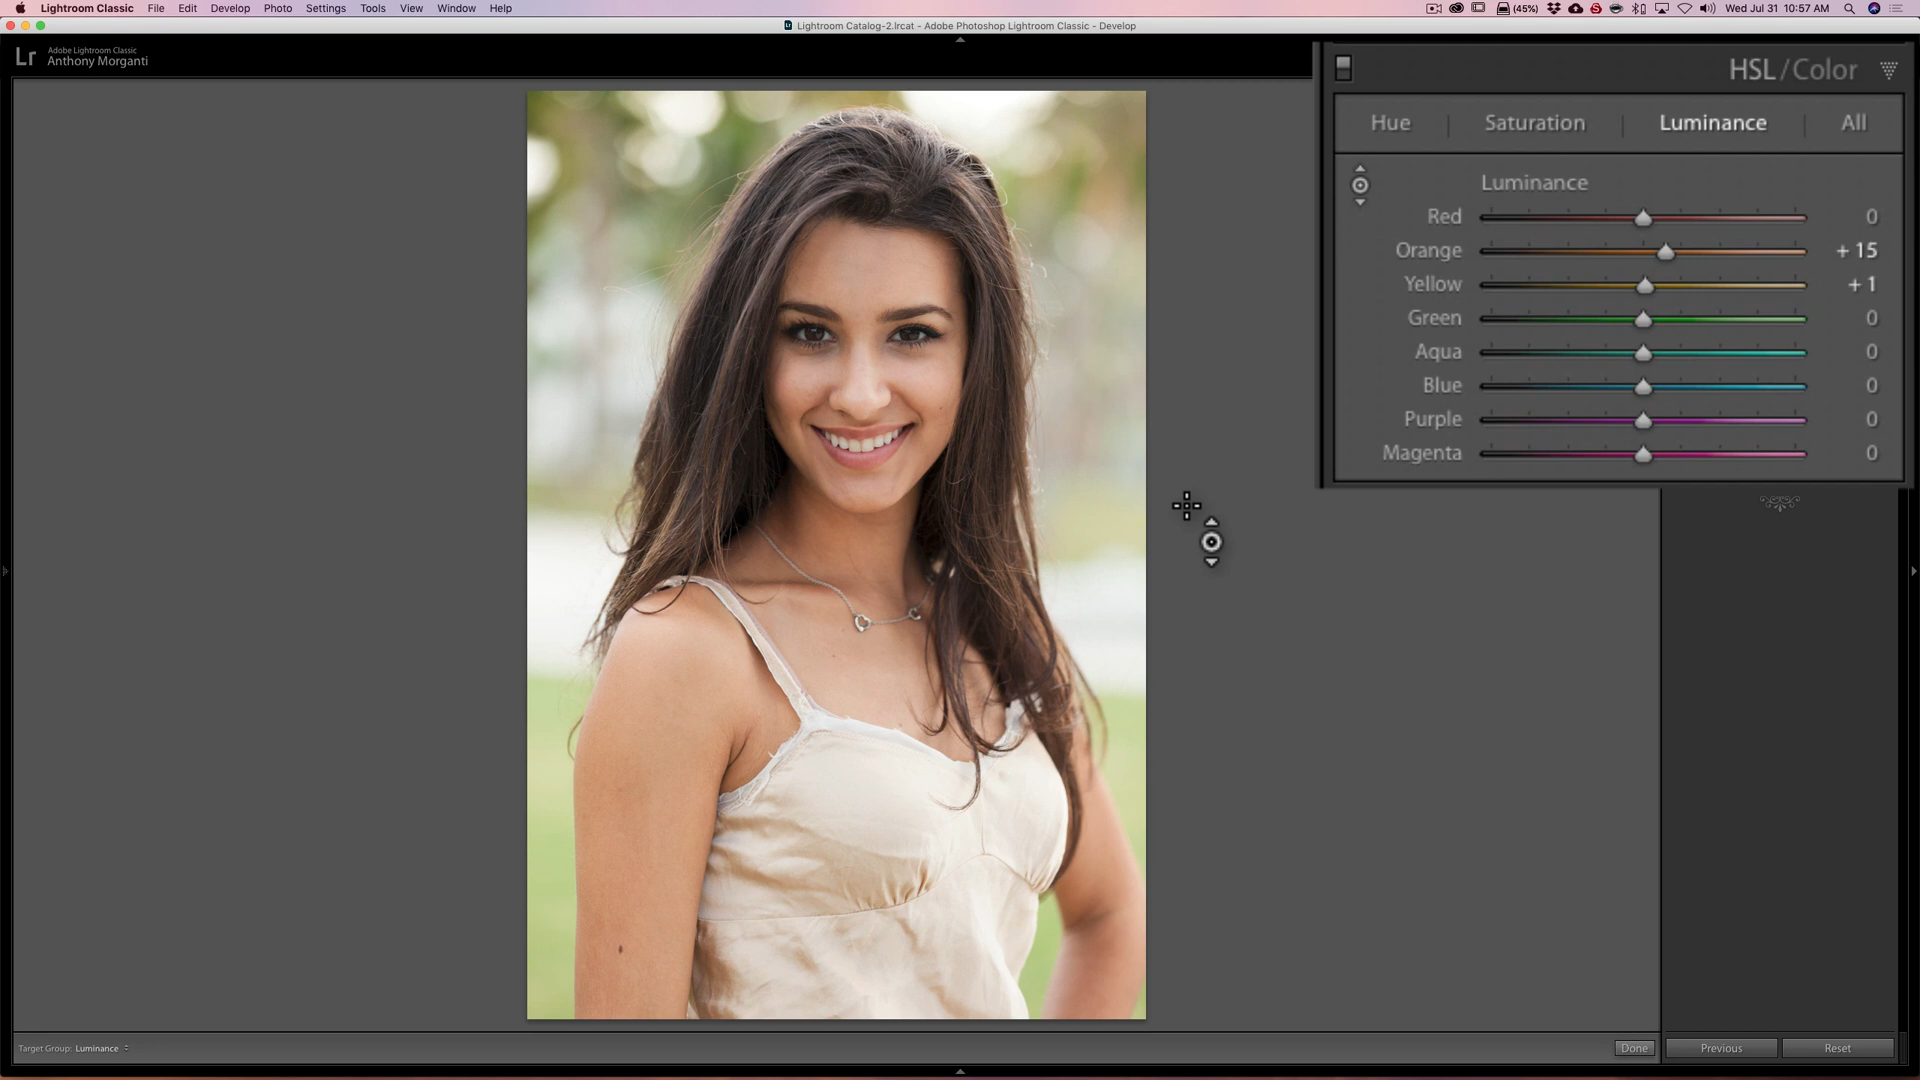 Lightroom Classic File Edit Develop Photo Settings Tools View Window Help (45%) Wed Jul 31 10:57 AM
Lightroom Catalog-2.lrcat - Adobe Photoshop Lightroom Classic - Develop
Lr Adobe Lightroom Classic
Anthony Morganti
HSL / Color
Hue Saturation Luminance All
Luminance
Red 0
Orange + 15
Yellow + 1
Green 0
Aqua 0
Blue 0
Purple 0
Magenta 0
Target Group: Luminance Done Previous Reset